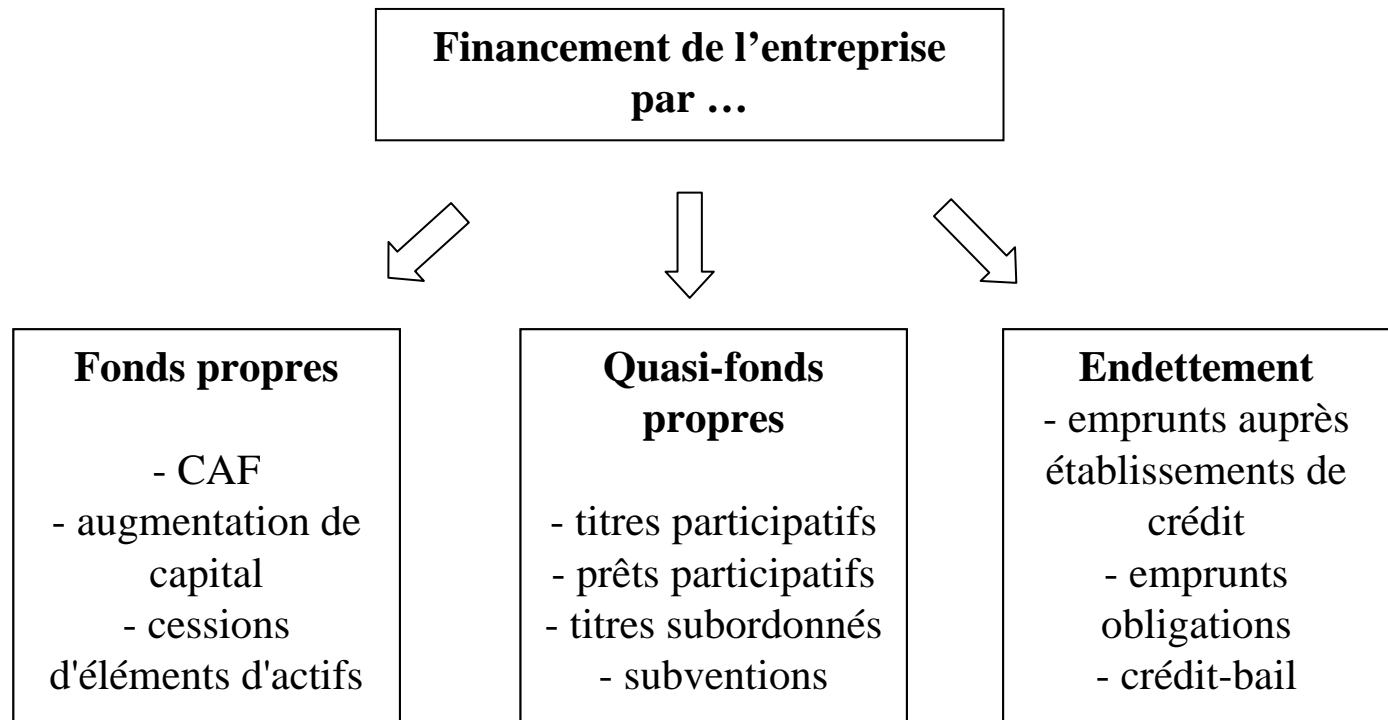 Financement de l’entreprise
par …
Fonds propres
- CAF
- augmentation de
capital
- cessions
d'éléments d'actifs
Quasi-fonds
propres
- titres participatifs
- prêts participatifs
- titres subordonnés
- subventions
Endettement
- emprunts auprès
établissements de
crédit
- emprunts
obligations
- crédit-bail